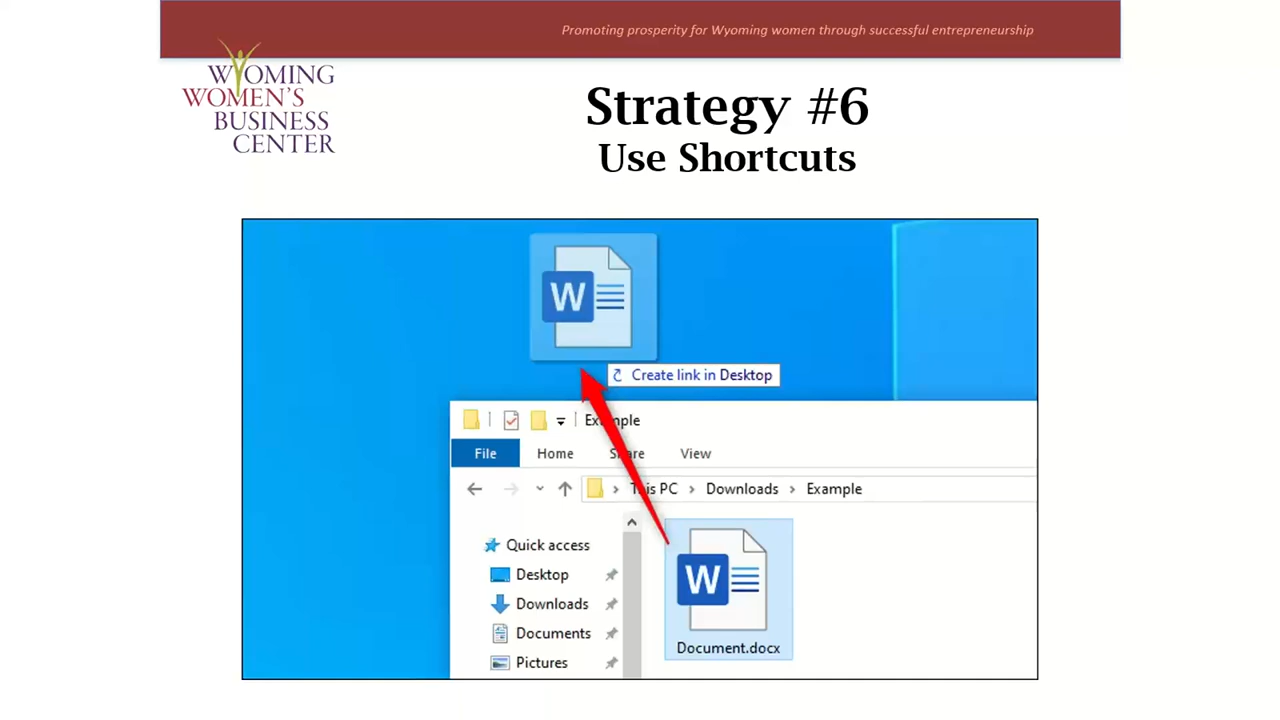 Promoting prosperity for Wyoming women through successful entrepreneurship
WYOMING
WOMEN'S
BUSINESS
CENTER
Strategy #6
Use Shortcuts
W
Create link in Desktop
Example
File Home Share View
This PC > Downloads > Example
Quick access
Desktop
Downloads
Documents
Pictures
W
Document.docx